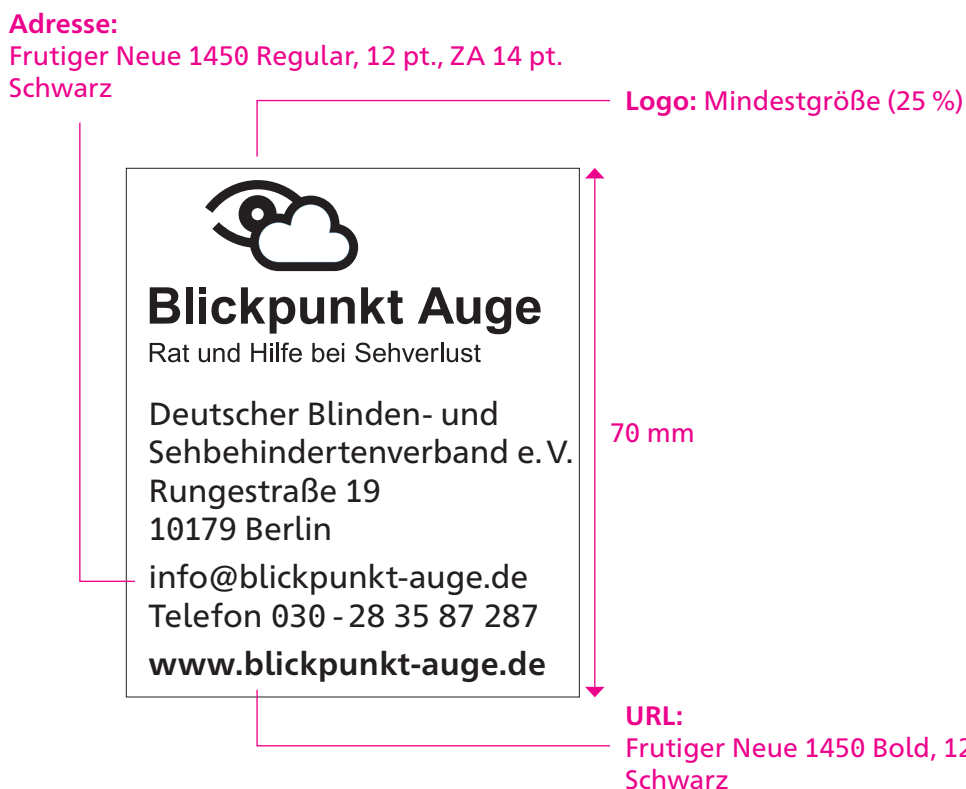 Adresse:
Frutiger Neue 1450 Regular, 12 pt., ZA 14 pt.
Schwarz
Logo: Mindestgröße (25 %)
Blickpunkt Auge
Rat und Hilfe bei Sehverlust
Deutscher Blinden- und
Sehbehindertenverband e. V.
Rungestraße 19
10179 Berlin
info@blickpunkt-auge.de
Telefon 030 - 28 35 87 287
www.blickpunkt-auge.de
70 mm
URL:
Frutiger Neue 1450 Bold, 12
Schwarz